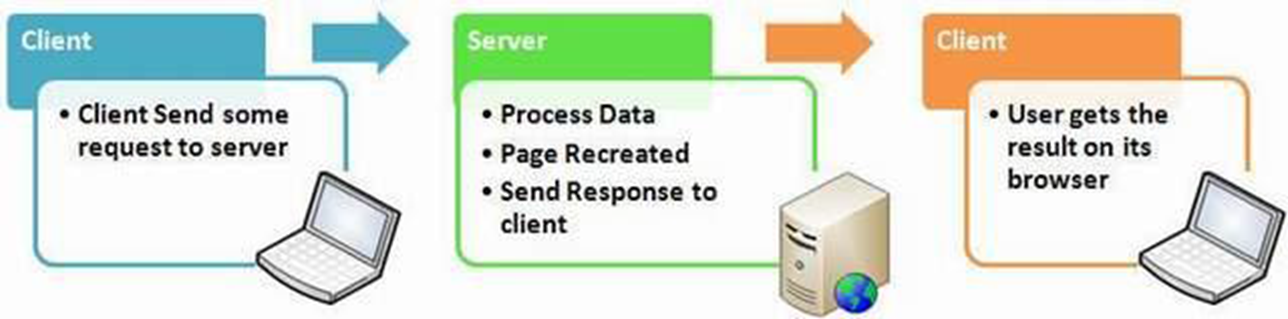 Client
• Client Send some
request to server
Server
• Process Data
• Page Recreated
• Send Response to
client
Client
• User gets the
result on its
browser